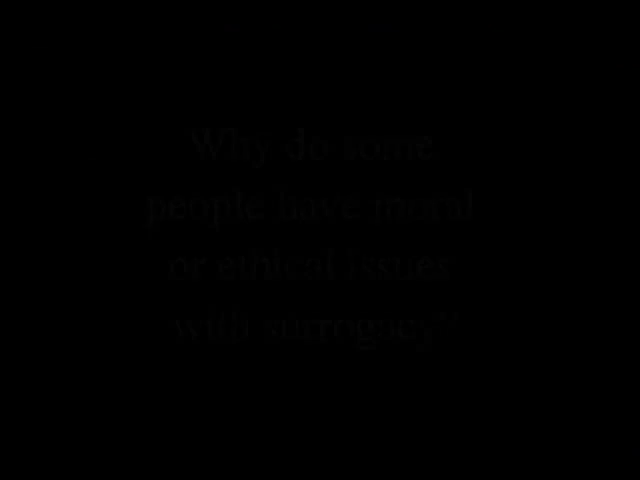 Why do some
people have moral
or ethical issues
with surrogacy?